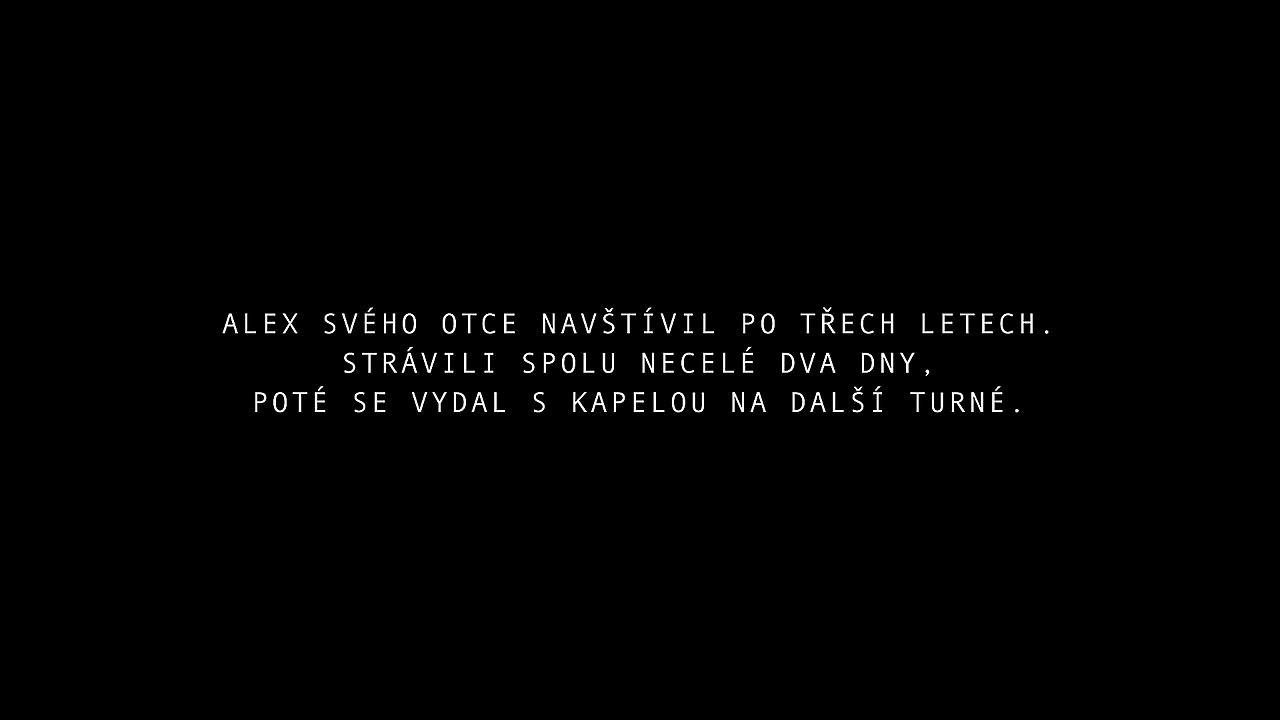 ALEX SVÉHO OTCE NAVŠTÍVIL PO TŘECH LETECH.
STRÁVILI SPOLU NECELÉ DVA DNY,
POTÉ SE VYDAL S KAPELOU NA DALŠÍ TURNÉ.